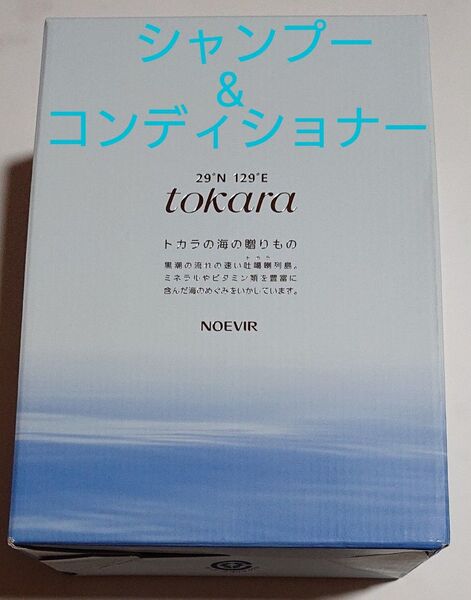 シャンプー
&
コンディショナー
29°N 129°E
tokara
トカラの海の贈りもの
黒潮の流れの速い吐噶喇列島。
ミネラルやビタミン類を豊富に
含んだ海のめぐみをいかしています。
NOEVIR